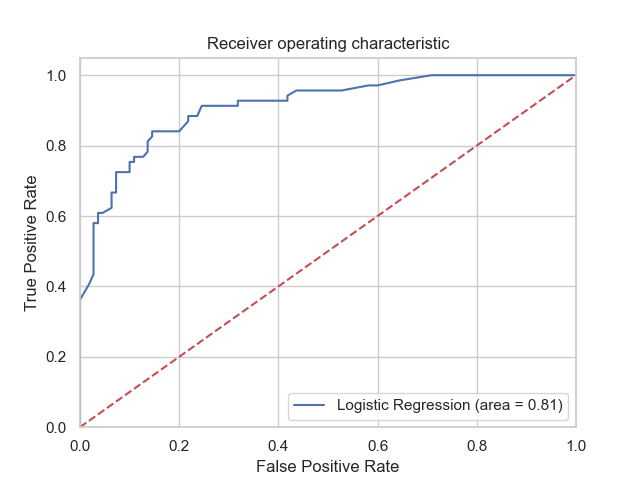 Receiver operating characteristic
1.0
0.8
0.6
0.4
0.2
0.0
True Positive Rate
Logistic Regression (area = 0.81)
0.0 0.2 0.4 0.6 0.8 1.0
False Positive Rate